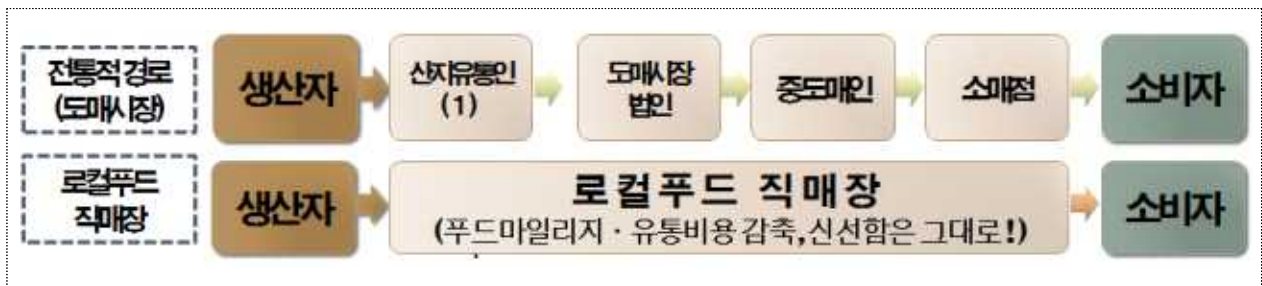 전통적 경로
(도매시장)
생산자
산지유통인
(1)
도매시장
법인
중도매인
소매점
소비자
로컬푸드
직매장
생산자
로컬푸드 직매장
(푸드마일리지 · 유통비용 감축,신선함은 그대로!)
소비자